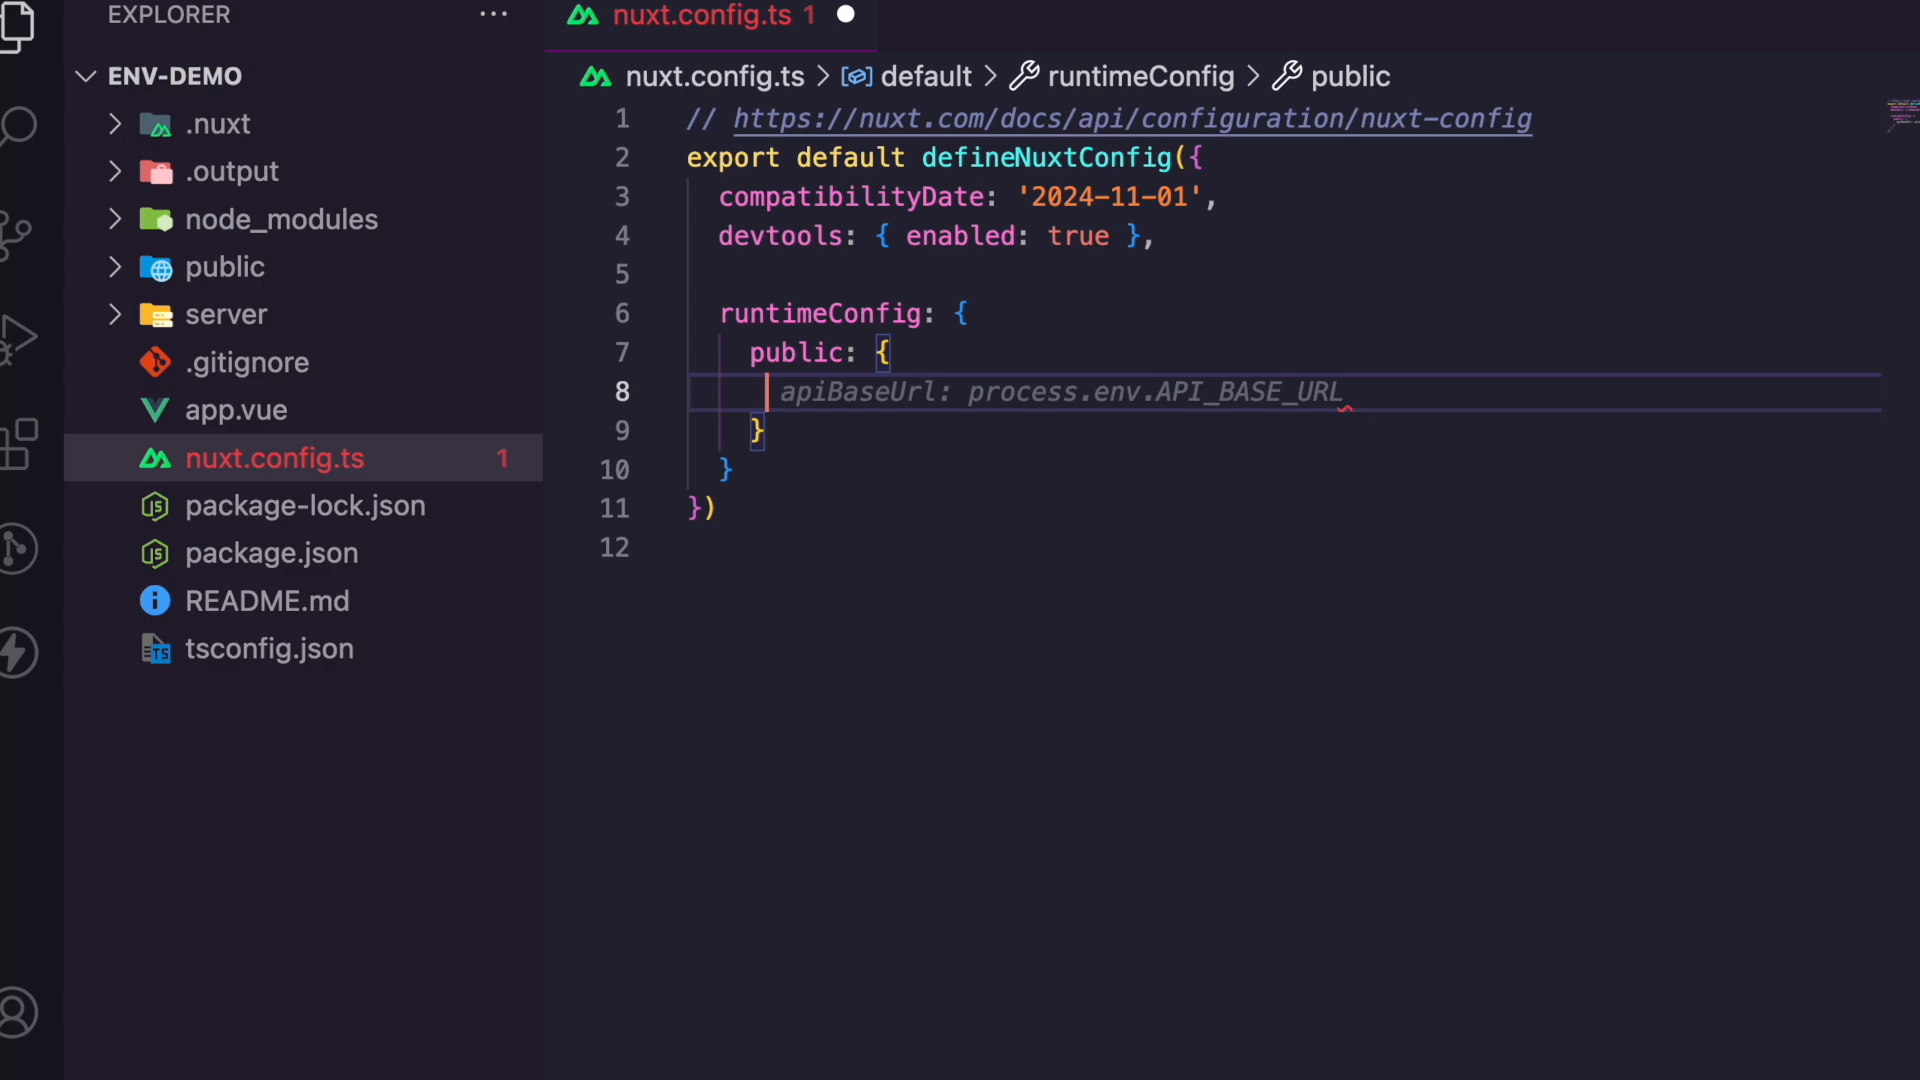 EXPLORER
ENV-DEMO
.nuxt
.output
node_modules
public
server
.gitignore
app.vue
nuxt.config.ts 1
package-lock.json
package.json
README.md
tsconfig.json
nuxt.config.ts 1
nuxt.config.ts > default > runtimeConfig > public
1 // https://nuxt.com/docs/api/configuration/nuxt-config
2 export default defineNuxtConfig({
3 compatibilityDate: '2024-11-01',
4 devtools: { enabled: true },
5
6 runtimeConfig: {
7 public: {
8 apiBaseUrl: process.env.API_BASE_URL
9 }
10 }
11 })
12